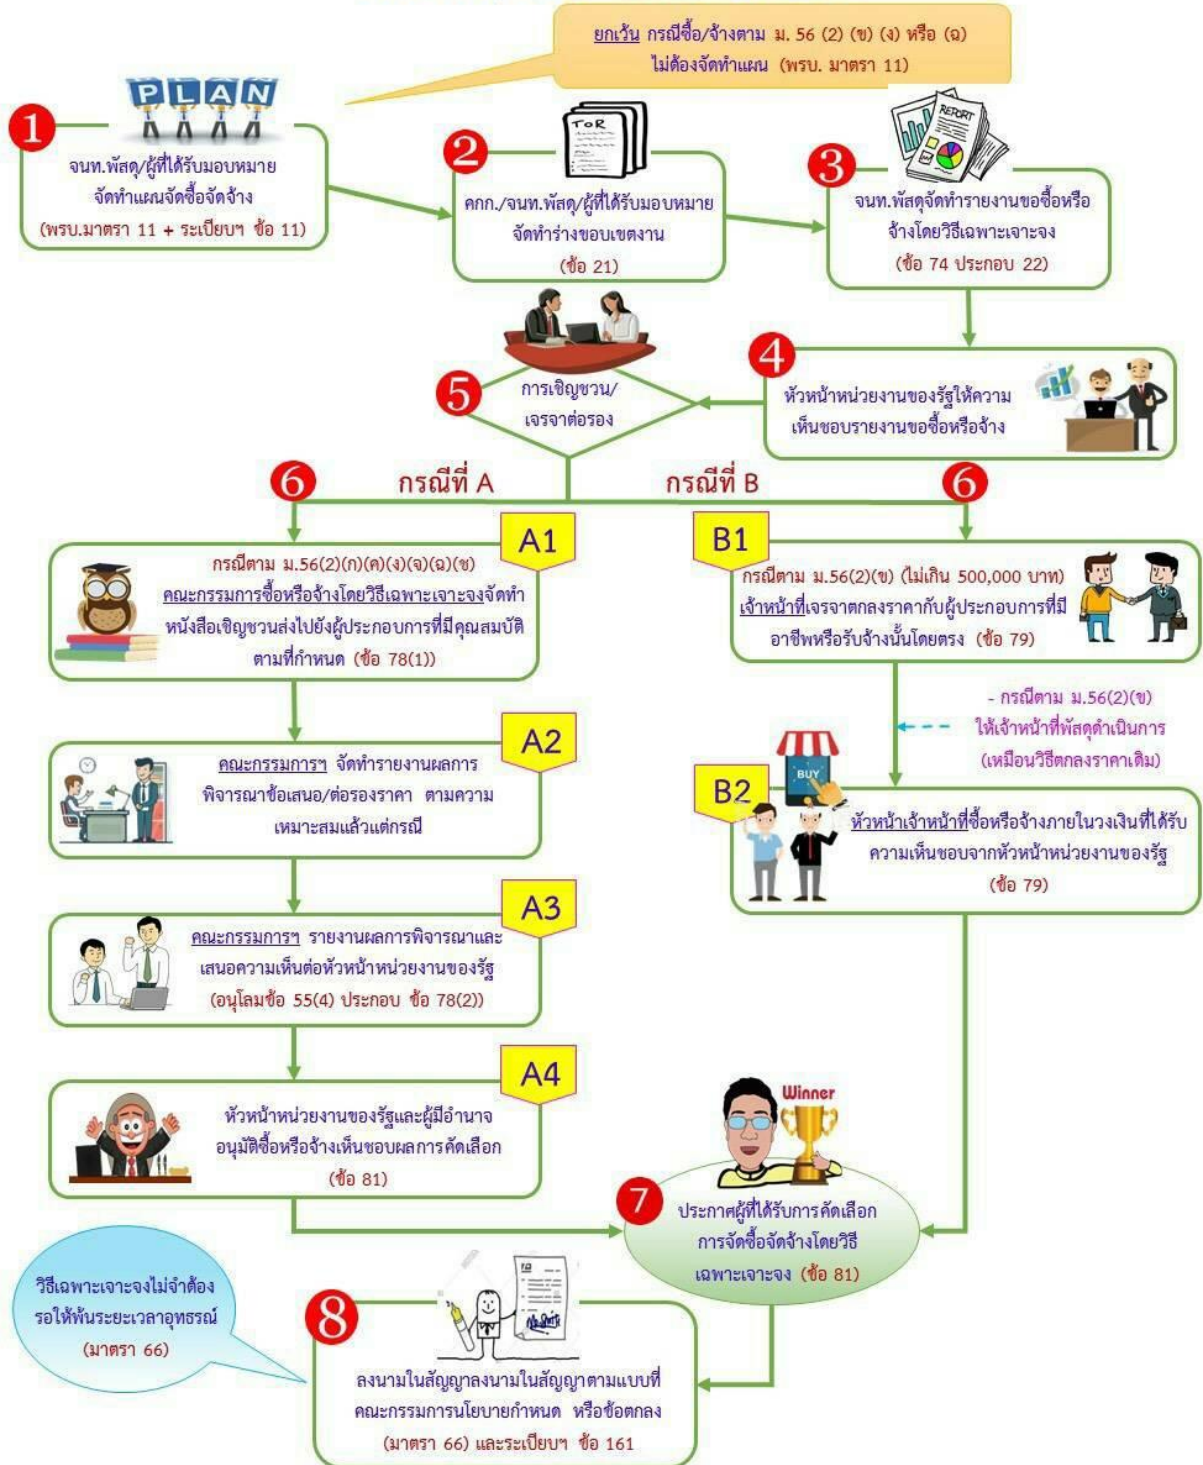 ยกเว้น กรณีซื้อ/จ้างตาม ม. 56 (2) (ข) (ง) หรือ (ฉ)
ไม่ต้องจัดทำแผน (พรบ. มาตรา 11)
PLAN
1
จนท.พัสดุ/ผู้ที่ได้รับมอบหมาย
จัดทำแผนจัดซื้อจัดจ้าง
(พรบ.มาตรา 11 + ระเบียบฯ ข้อ 11)
TOR
2
คกก./จนท.พัสดุ/ผู้ที่ได้รับมอบหมาย
จัดทำร่างขอบเขตงาน
(ข้อ 21)
REPORT
3
จนท.พัสดุจัดทำรายงานขอซื้อหรือ
จ้างโดยวิธีเฉพาะเจาะจง
(ข้อ 74 ประกอบ 22)
4
หัวหน้าหน่วยงานของรัฐให้ความ
เห็นชอบรายงานขอซื้อหรือจ้าง
5
การเชิญชวน/
เจรจาต่อรอง
6
กรณีที่ A
กรณีที่ B
6
A1
กรณีตาม ม.56(2)(ก)(ค)(ง)(จ)(ฉ)(ช)
คณะกรรมการซื้อหรือจ้างโดยวิธีเฉพาะเจาะจงจัดทำ
หนังสือเชิญชวนส่งไปยังผู้ประกอบการที่มีคุณสมบัติ
ตามที่กำหนด (ข้อ 78(1))
A2
คณะกรรมการฯ จัดทำรายงานผลการ
พิจารณาข้อเสนอ/ต่อรองราคา ตามความ
เหมาะสมแล้วแต่กรณี
A3
คณะกรรมการฯ รายงานผลการพิจารณาและ
เสนอความเห็นต่อหัวหน้าหน่วยงานของรัฐ
(อนุโลมข้อ 55(4) ประกอบ ข้อ 78(2))
A4
หัวหน้าหน่วยงานของรัฐและผู้มีอำนาจ
อนุมัติซื้อหรือจ้างเห็นชอบผลการคัดเลือก
(ข้อ 81)
B1
กรณีตาม ม.56(2)(ข) (ไม่เกิน 500,000 บาท)
เจ้าหน้าที่เจรจาตกลงราคากับผู้ประกอบการที่มี
อาชีพหรือรับจ้างนั้นโดยตรง (ข้อ 79)
- กรณีตาม ม.56(2)(ข)
ให้เจ้าหน้าที่พัสดุดำเนินการ
(เหมือนวิธีตกลงราคาเดิม)
BUY
B2
หัวหน้าเจ้าหน้าที่ซื้อหรือจ้างภายในวงเงินที่ได้รับ
ความเห็นชอบจากหัวหน้าหน่วยงานของรัฐ
(ข้อ 79)
Winner
7
ประกาศผู้ที่ได้รับการคัดเลือก
การจัดซื้อจัดจ้างโดยวิธี
เฉพาะเจาะจง (ข้อ 81)
วิธีเฉพาะเจาะจงไม่จำต้อง
รอให้พ้นระยะเวลาอุทธรณ์
(มาตรา 66)
8
ลงนามในสัญญาลงนามในสัญญาตามแบบที่
คณะกรรมการนโยบายกำหนด หรือข้อตกลง
(มาตรา 66) และระเบียบฯ ข้อ 161